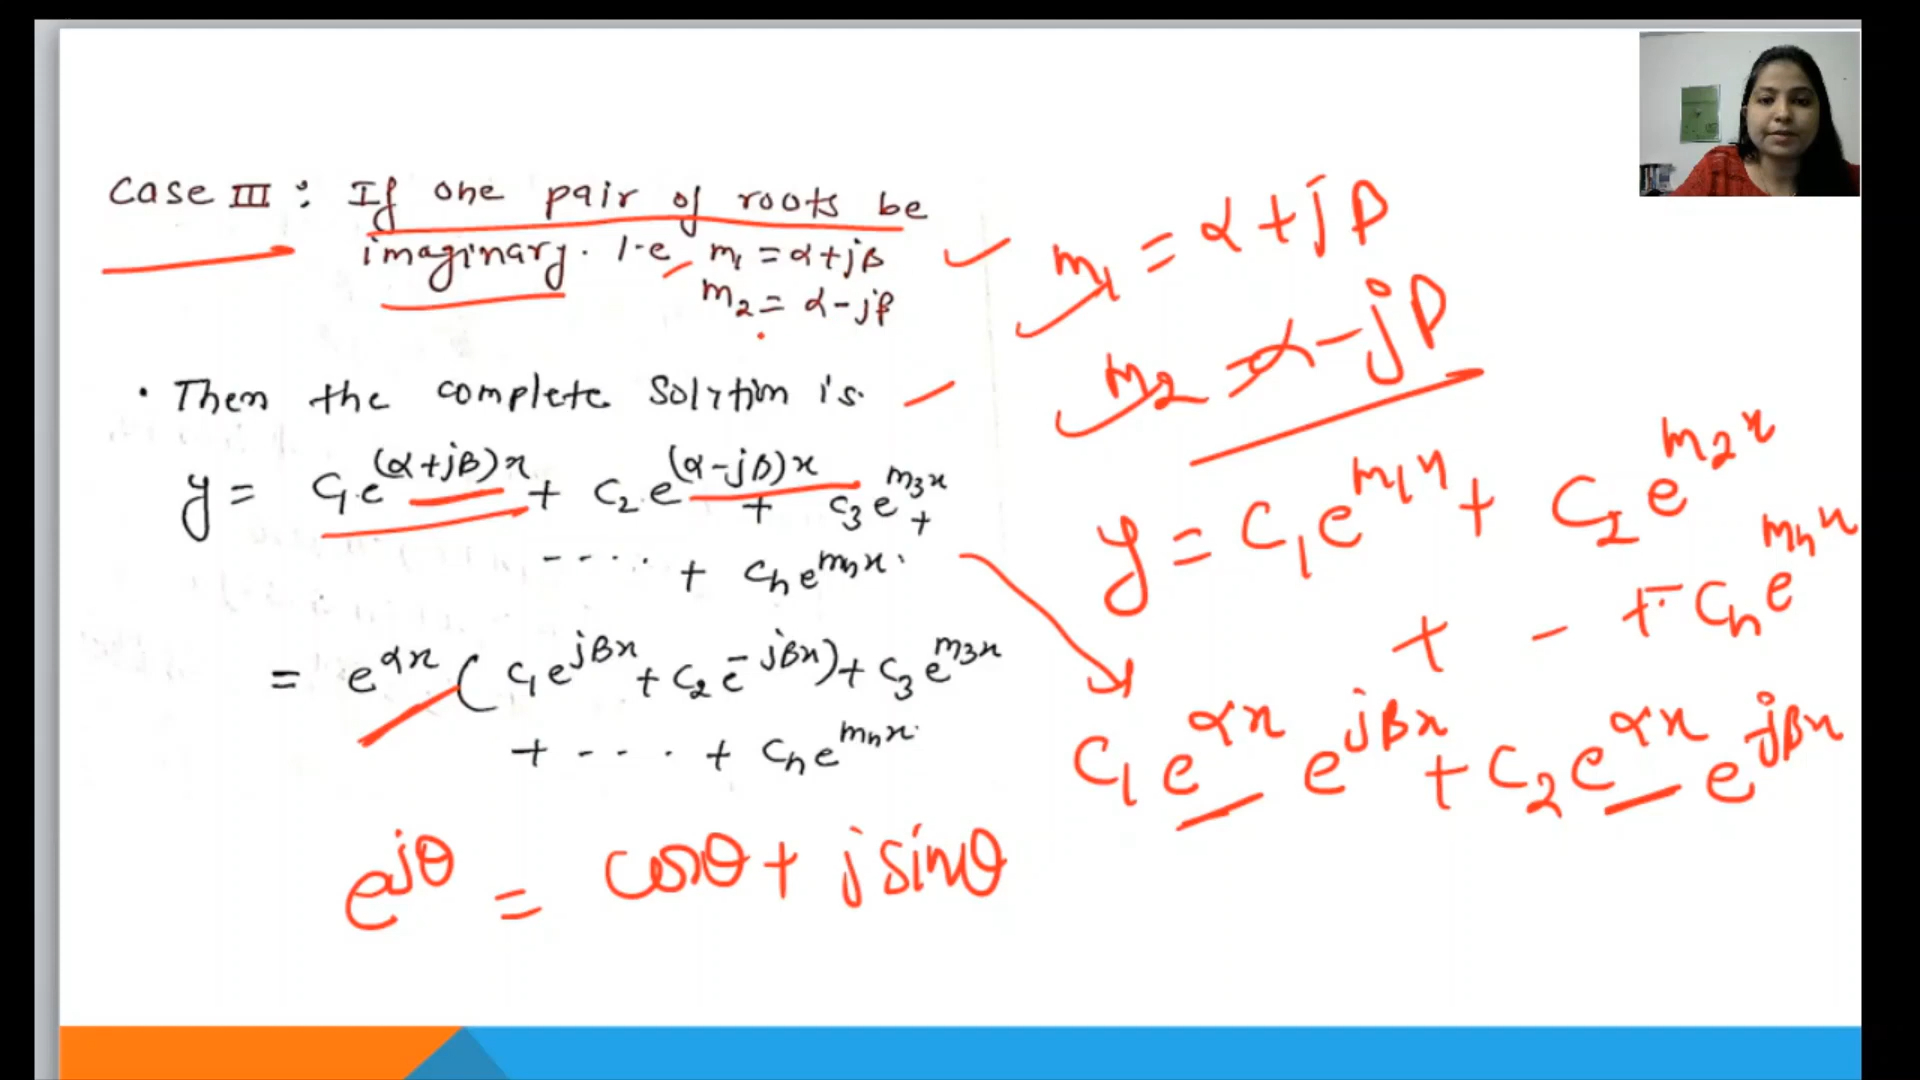 Case III : If one pair of roots be
imaginary. I.e m₁ = α+jβ
m₂ = α-jβ
• Then the complete solution is.
y = c₁e^(α+jβ)x + c₂e^(α-jβ)x + c₃e^m₃x +
---- + cₙe^mₙx.
= e^αx (c₁e^jβx + c₂e^-jβx) + c₃e^m₃x
+ - - - . + cₙe^mₙx.
e^jθ = cosθ + j sinθ
m₁ = α+jβ
m₂ = α-jβ
y = c₁e^m₁x + c₂e^m₂x
+ - +- cₙe^mₙx
c₁e^αx e^jβx + c₂e^αx e^-jβx